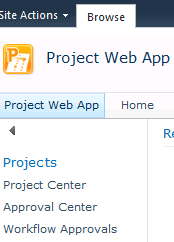 Site Actions Browse
Project Web App
Project Web App Home
Re
Projects
Project Center
Approval Center
Workflow Approvals